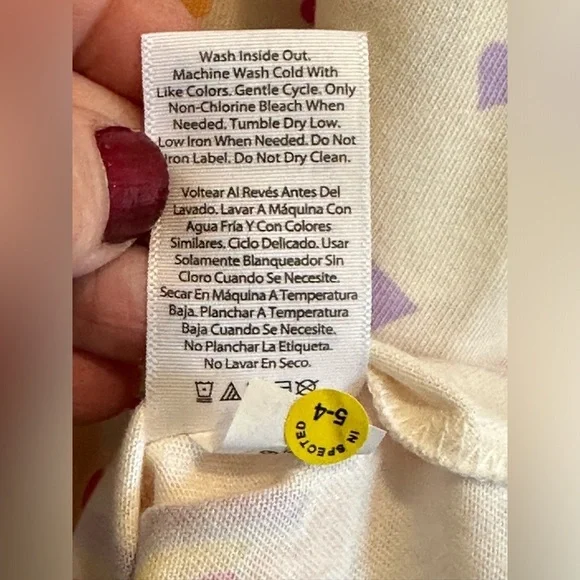 Wash Inside Out.
Machine Wash Cold With
Like Colors. Gentle Cycle. Only
Non-Chlorine Bleach When
Needed. Tumble Dry Low.
Low Iron When Needed. Do Not
Iron Label. Do Not Dry Clean.
Voltear Al Revés Antes Del
Lavado. Lavar A Máquina Con
Agua Fría Y Con Colores
Similares. Ciclo Delicado. Usar
Solamente Blanqueador Sin
Cloro Cuando Se Necesite.
Secar En Máquina A Temperatura
Baja. Planchar A Temperatura
Baja Cuando Se Necesite.
No Planchar La Etiqueta.
No Lavar En Seco.
INSPECTED
5-4